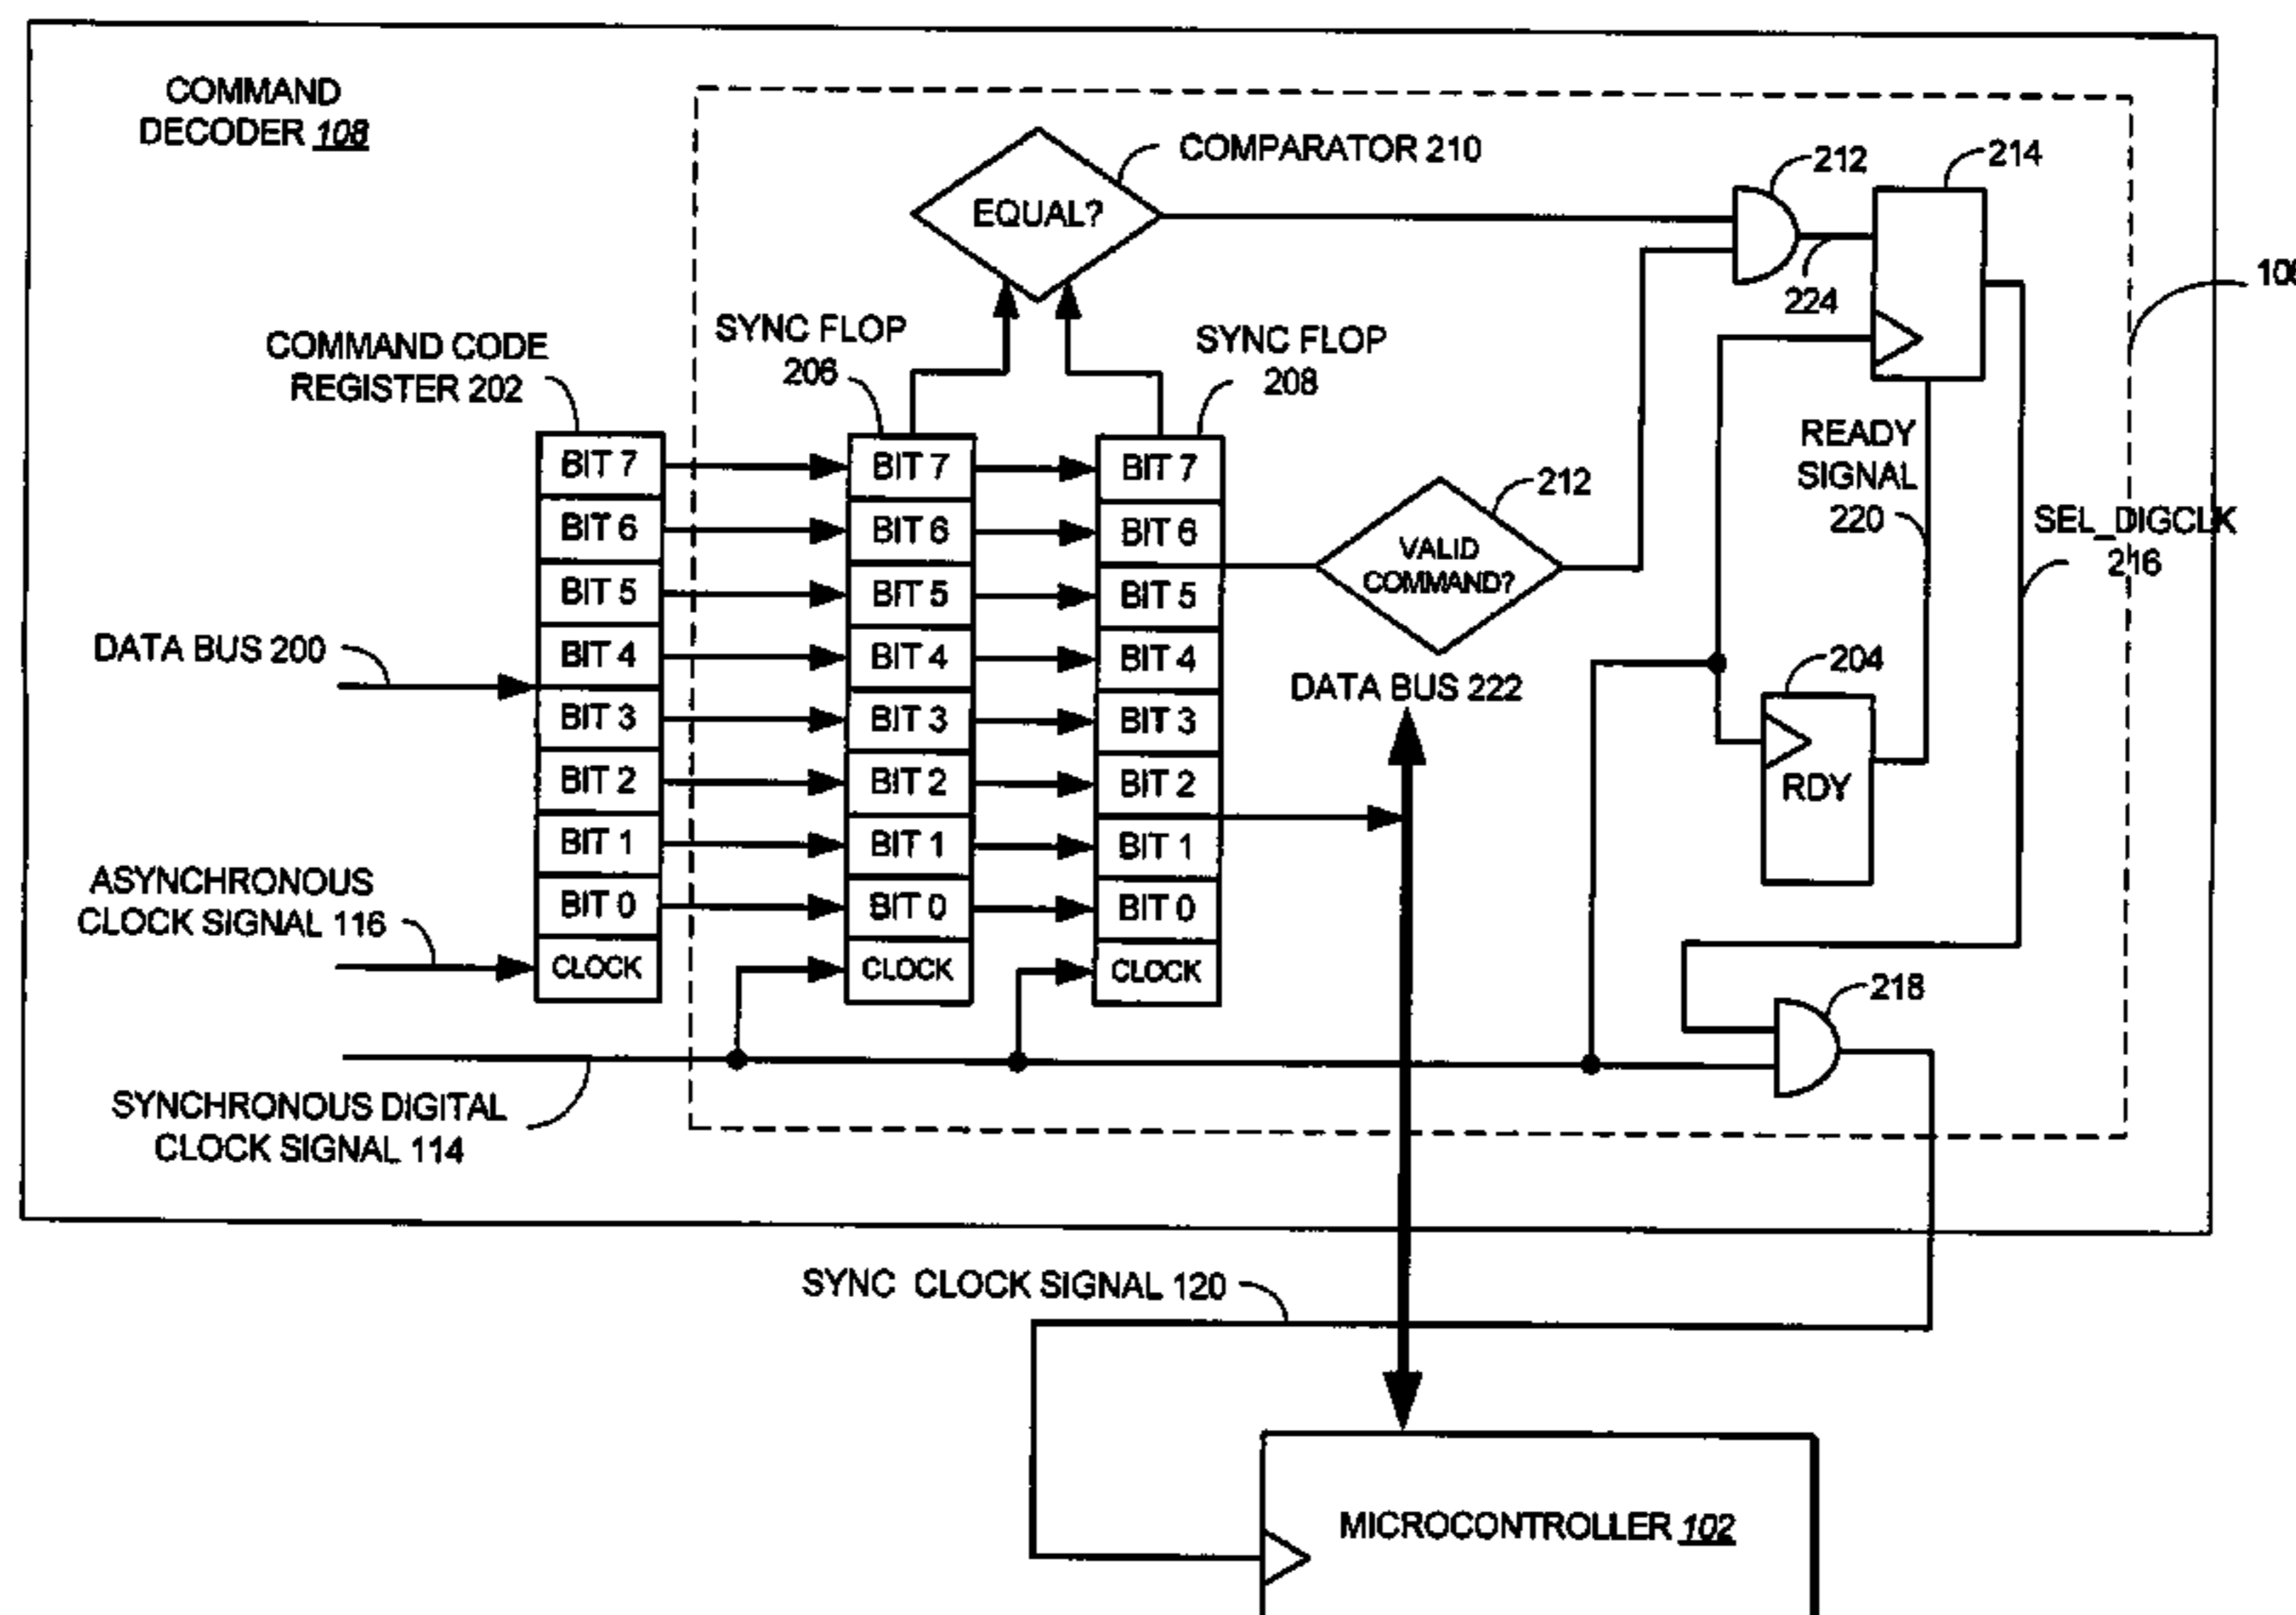 COMMAND
DECODER 108
COMPARATOR 210
EQUAL?
212
214
224
SYNC FLOP
206
SYNC FLOP
208
COMMAND CODE
REGISTER 202
BIT 7
BIT 6
BIT 5
BIT 4
BIT 3
BIT 2
BIT 1
BIT 0
CLOCK
BIT 7
BIT 6
BIT 5
BIT 4
BIT 3
BIT 2
BIT 1
BIT 0
CLOCK
BIT 7
BIT 6
BIT 5
BIT 4
BIT 3
BIT 2
BIT 1
BIT 0
CLOCK
212
VALID
COMMAND?
READY
SIGNAL
220
SEL_DIGCLK
216
DATA BUS 200
DATA BUS 222
204
RDY
ASYNCHRONOUS
CLOCK SIGNAL 116
218
SYNCHRONOUS DIGITAL
CLOCK SIGNAL 114
SYNC CLOCK SIGNAL 120
MICROCONTROLLER 102